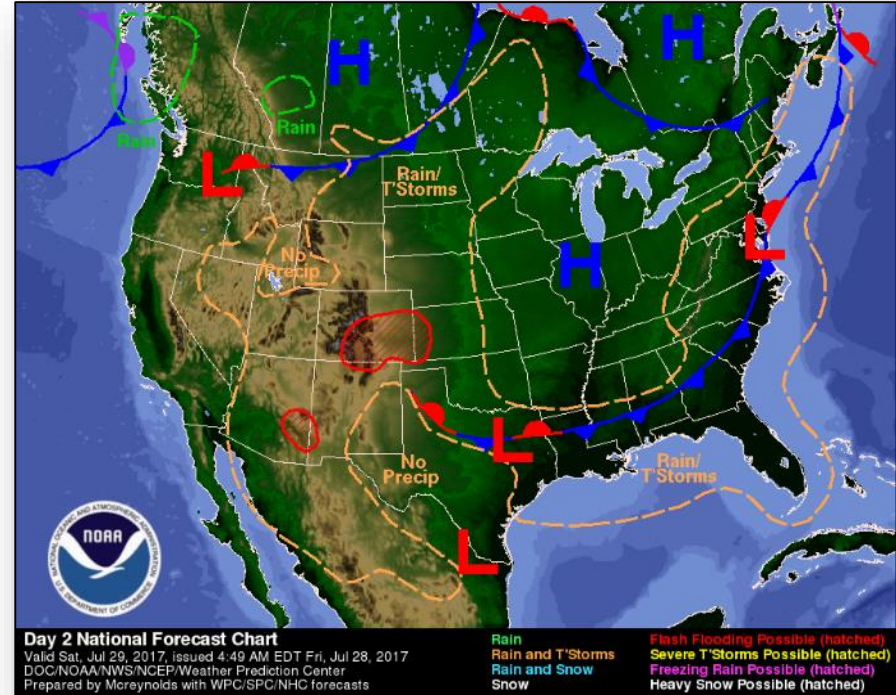 H
H
Rain
Rain
L
Rain/
T'Storms
No
Precip
H
L
L
No
Precip
Rain/
T'Storms
L
NATIONAL OCEANIC AND ATMOSPHERIC ADMINISTRATION
NOAA
U.S. DEPARTMENT OF COMMERCE
Day 2 National Forecast Chart
Valid Sat, Jul 29, 2017, issued 4:49 AM EDT Fri, Jul 28, 2017
DOC/NOAA/NWS/NCEP/Weather Prediction Center
Prepared by Mcreynolds with WPC/SPC/NHC forecasts
Rain
Rain and T'Storms
Rain and Snow
Snow
Flash Flooding Possible (hatched)
Severe T'Storms Possible (hatched)
Freezing Rain Possible (hatched)
Heavy Snow Possible (hatched)